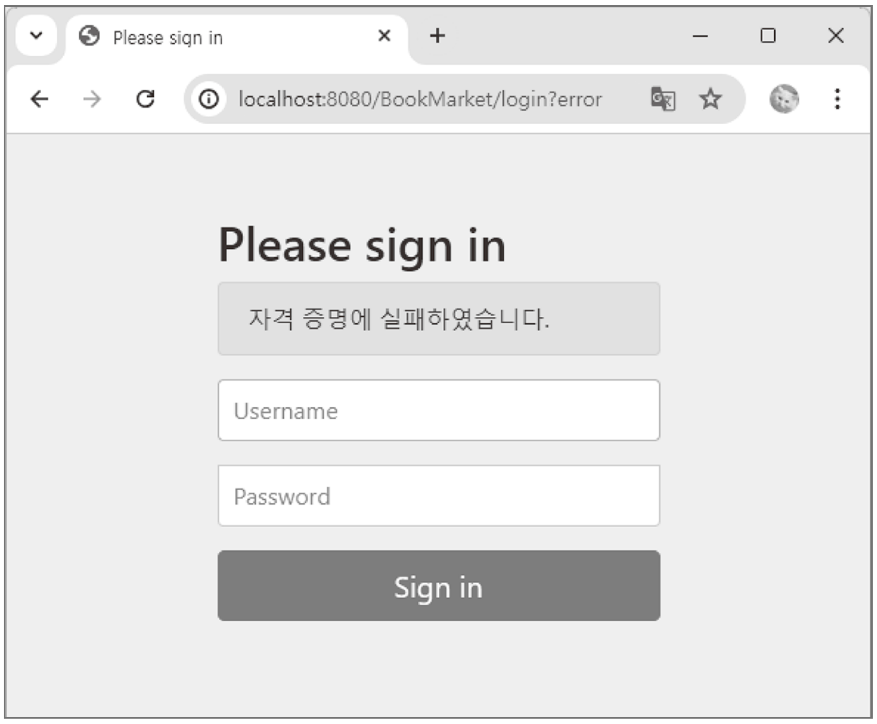 Please sign in
localhost:8080/BookMarket/login?error
Please sign in
자격 증명에 실패하였습니다.
Username
Password
Sign in